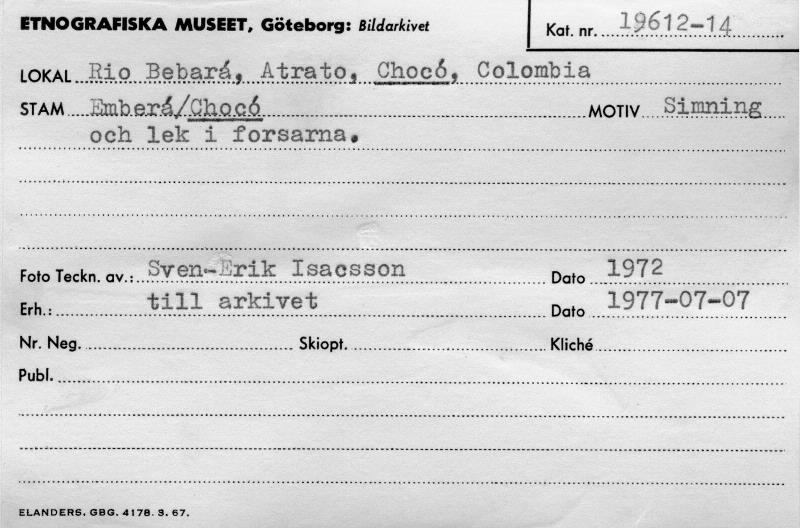 ETNOGRAFISKA MUSEET, Göteborg: Bildarkivet
Kat. nr. 19612-14
LOKAL Rio Bebará, Atrato, Chocó, Colombia
STAM Emberá/Chocó MOTIV Simning
och lek i forsarna.
Foto Teckn. av.: Sven-Erik Isacsson Dato 1972
Erh.: till arkivet Dato 1977-07-07
Nr. Neg. Skiopt. Kliché
Publ.
ELANDERS. GBG. 4178. 3. 67.